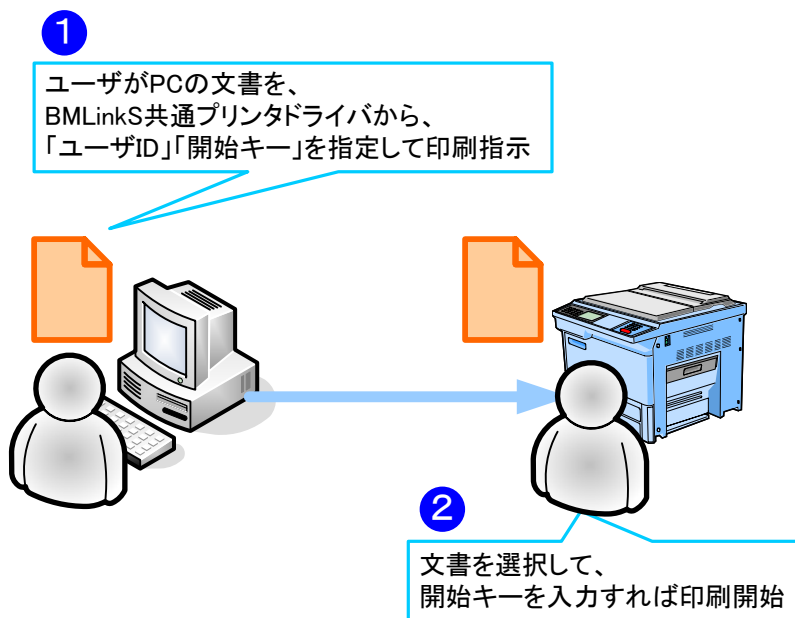 1
ユーザがPCの文書を、
BMLinkS共通プリンタドライバから、
「ユーザID」「開始キー」を指定して印刷指示
2
文書を選択して、
開始キーを入力すれば印刷開始